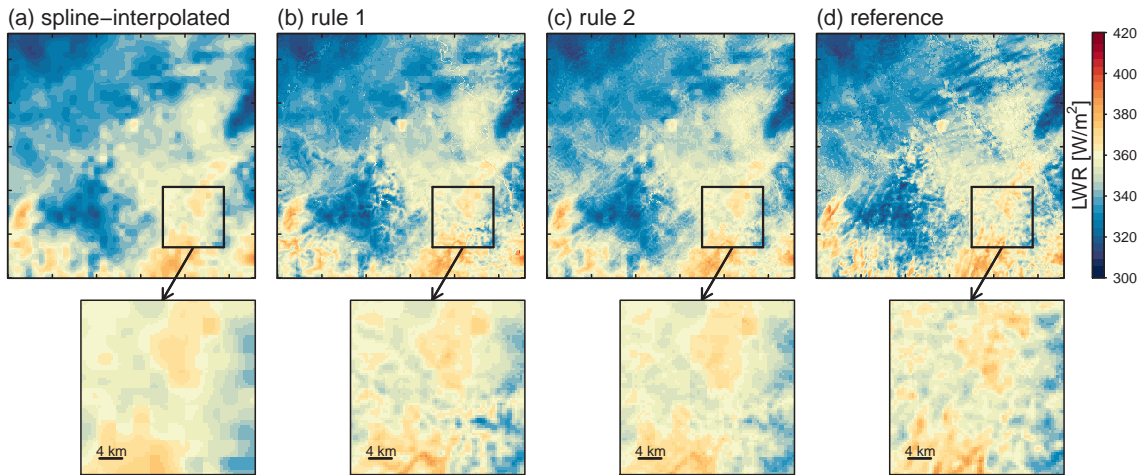 (a) spline−interpolated (b) rule 1 (c) rule 2 (d) reference
420
400
380
360
340
320
300
LWR [W/m²]
4 km 4 km 4 km 4 km